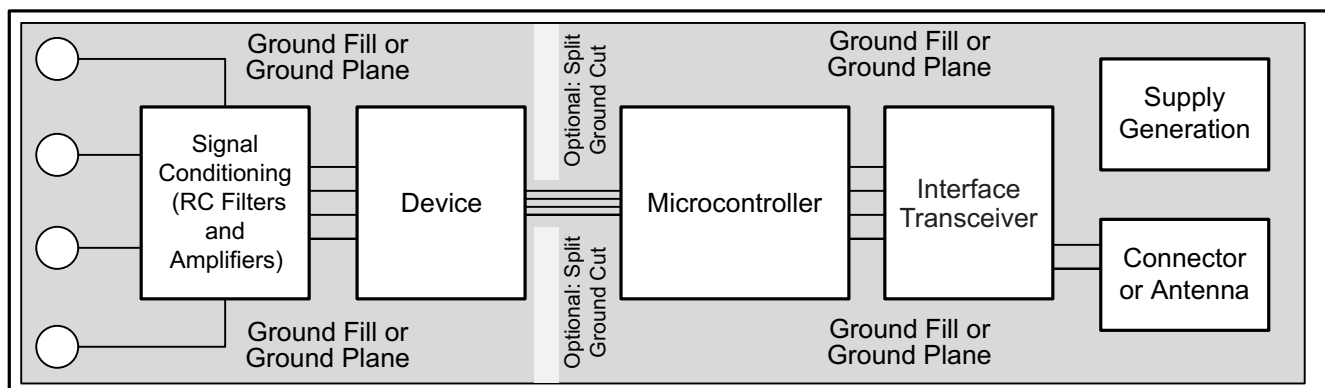 Ground Fill or
Ground Plane
Optional: Split
Ground Cut
Ground Fill or
Ground Plane
Supply
Generation
Signal
Conditioning
(RC Filters
and
Amplifiers)
Device
Microcontroller
Interface
Transceiver
Connector
or Antenna
Ground Fill or
Ground Plane
Optional: Split
Ground Cut
Ground Fill or
Ground Plane